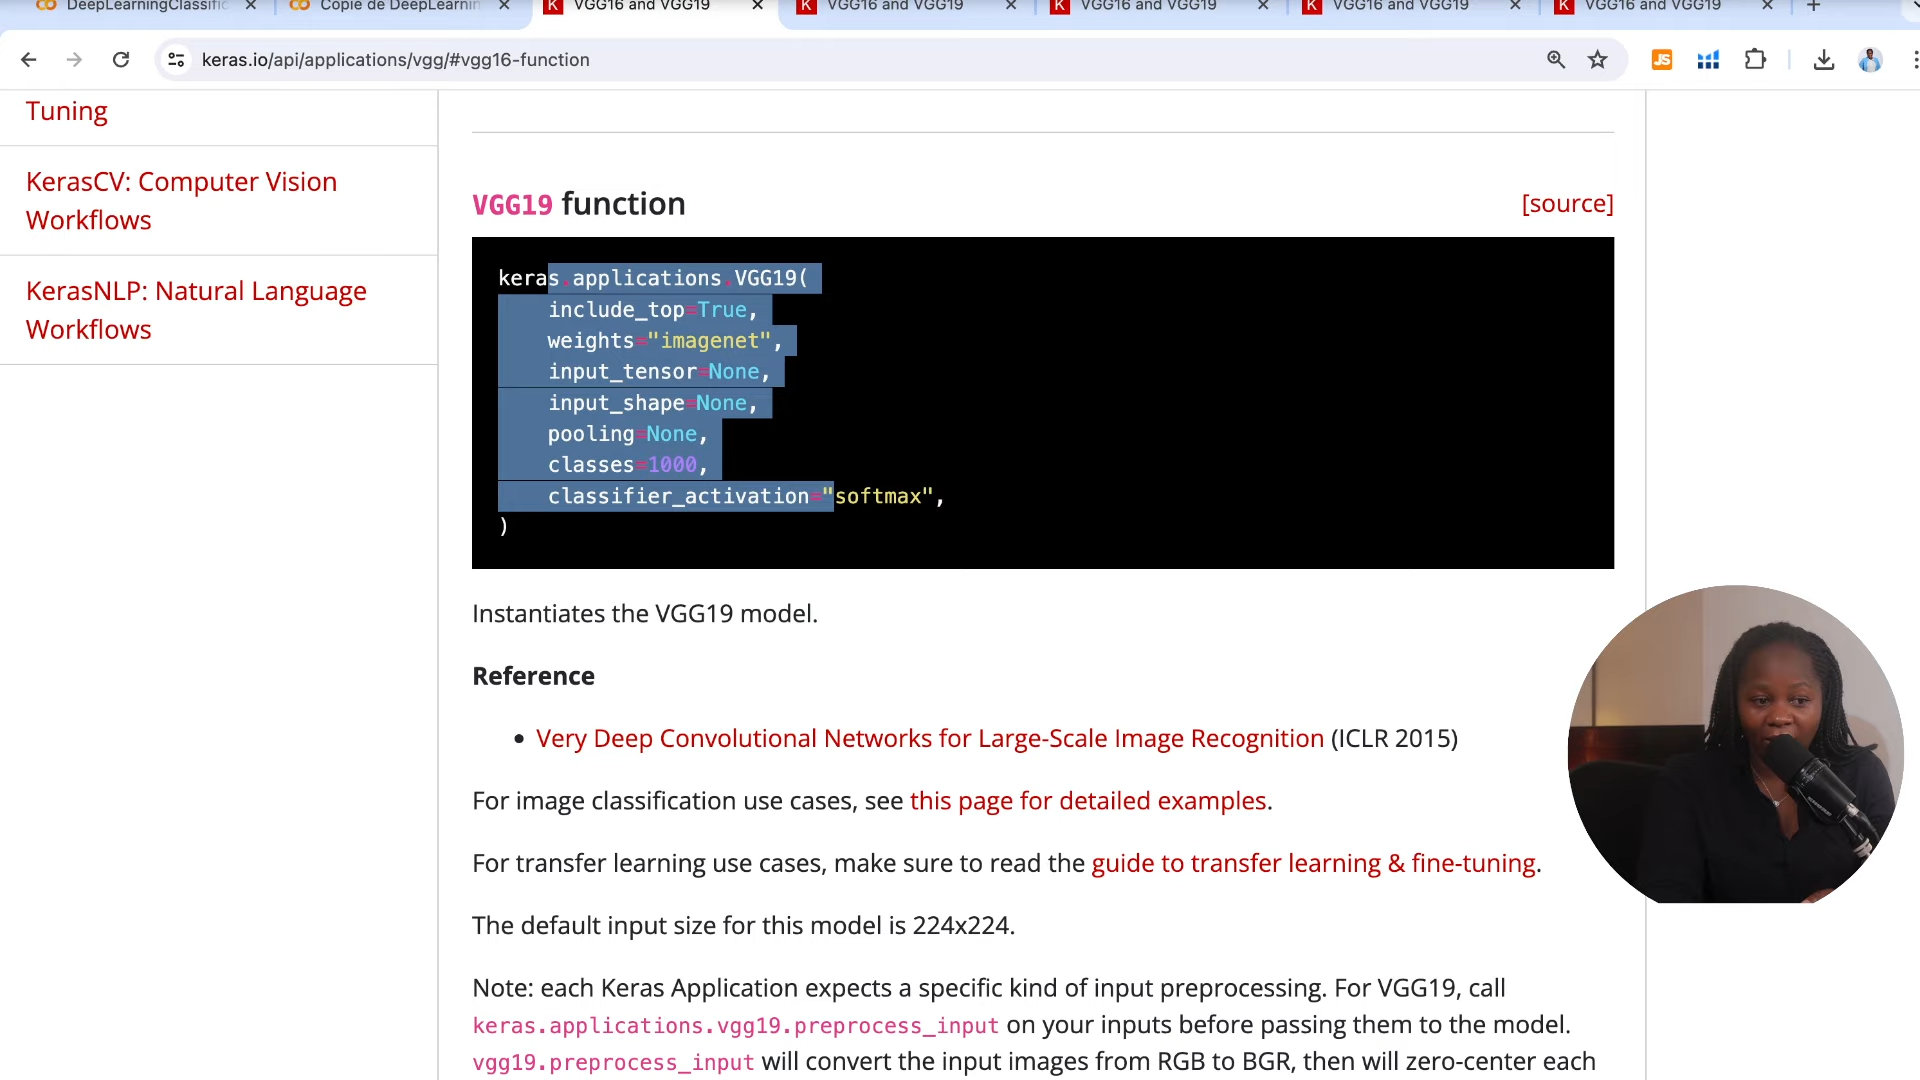 DeepLearningClassific
Copie de DeepLearnin
VGG16 and VGG19
VGG16 and VGG19
VGG16 and VGG19
VGG16 and VGG19
VGG16 and VGG19
keras.io/api/applications/vgg/#vgg16-function
JS
Tuning
KerasCV: Computer Vision
Workflows
KerasNLP: Natural Language
Workflows
VGG19 function
[source]
keras.applications.VGG19(
include_top=True,
weights="imagenet",
input_tensor=None,
input_shape=None,
pooling=None,
classes=1000,
classifier_activation="softmax",
)
Instantiates the VGG19 model.
Reference
• Very Deep Convolutional Networks for Large-Scale Image Recognition (ICLR 2015)
For image classification use cases, see this page for detailed examples.
For transfer learning use cases, make sure to read the guide to transfer learning & fine-tuning.
The default input size for this model is 224x224.
Note: each Keras Application expects a specific kind of input preprocessing. For VGG19, call
keras.applications.vgg19.preprocess_input on your inputs before passing them to the model.
vgg19.preprocess_input will convert the input images from RGB to BGR, then will zero-center each